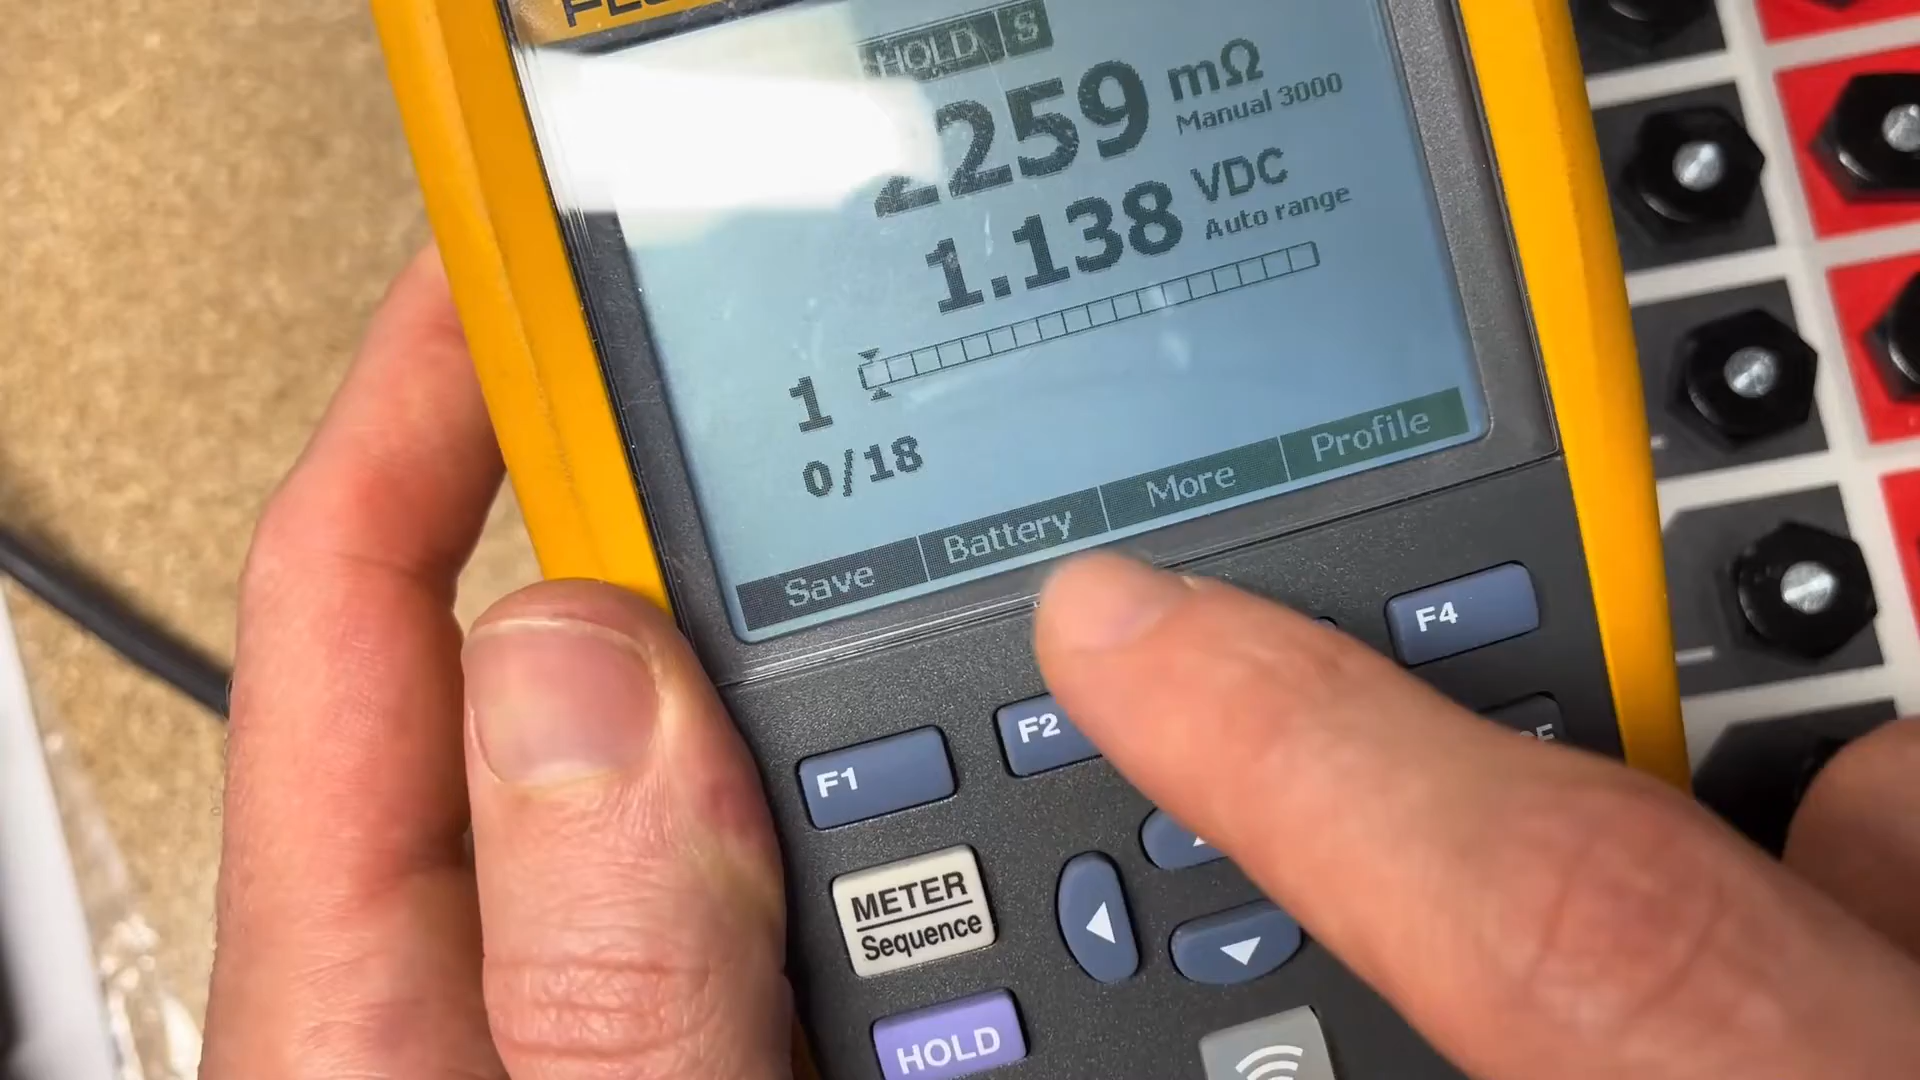 HOLD S
2259 mΩ
Manual 3000
1.138 VDC
Auto range
1
0/18
Save Battery More Profile
F1 F2 F4
METER
Sequence
HOLD